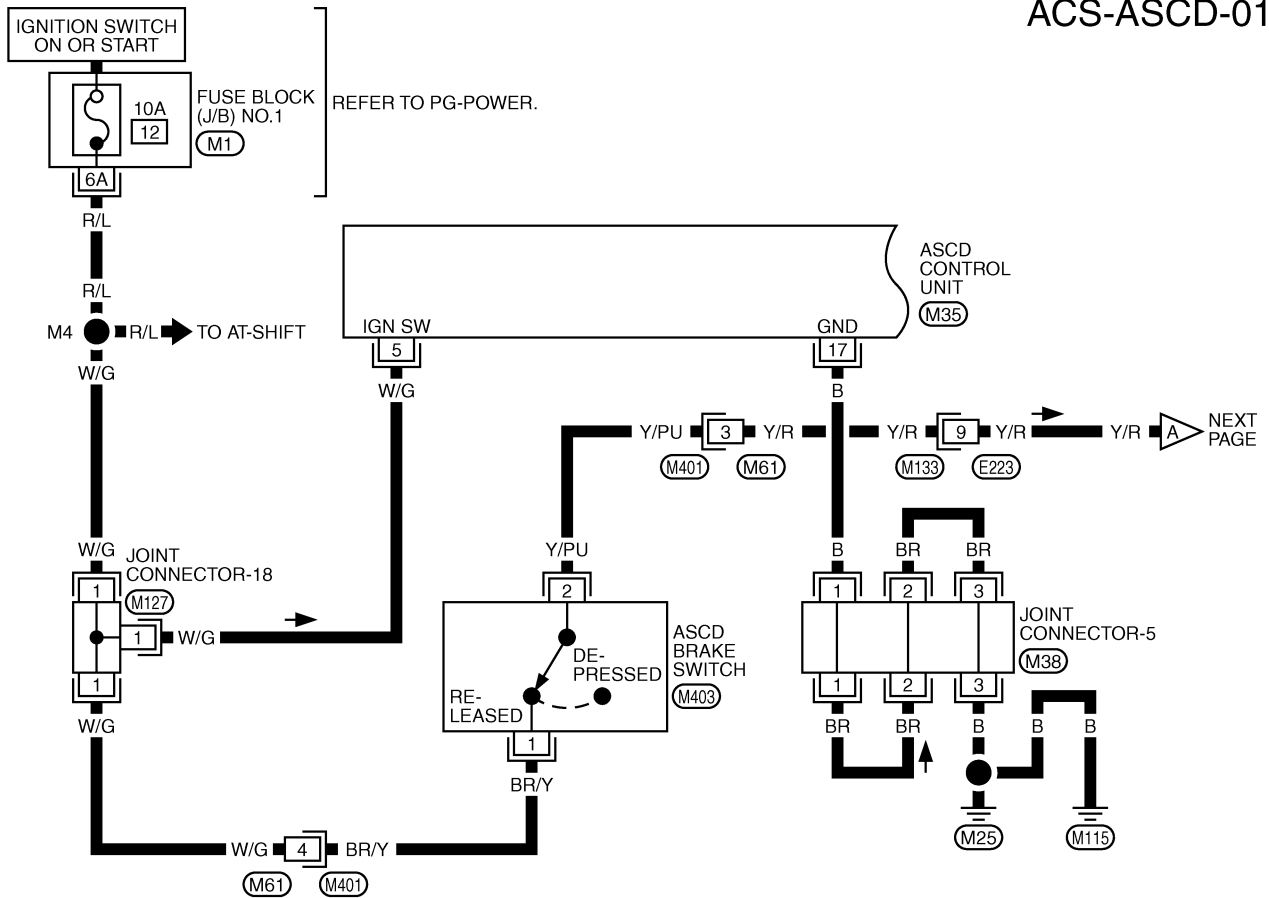 ACS-ASCD-01
IGNITION SWITCH
ON OR START
10A
12
FUSE BLOCK
(J/B) NO.1
M1
REFER TO PG-POWER.
6A
R/L
R/L
M4
R/L
TO AT-SHIFT
W/G
ASCD
CONTROL
UNIT
M35
IGN SW
GND
5
17
W/G
B
Y/PU
3
Y/R
Y/R
9
Y/R
Y/R
A
NEXT
PAGE
M401
M61
M133
E223
W/G
Y/PU
B
BR
BR
JOINT
CONNECTOR-18
M127
1
1
W/G
1
W/G
2
ASCD
BRAKE
SWITCH
M403
DE-
PRESSED
RE-
LEASED
1
BR/Y
1
2
3
JOINT
CONNECTOR-5
M38
1
2
3
BR
BR
B
B
B
M25
M115
W/G
4
BR/Y
M61
M401